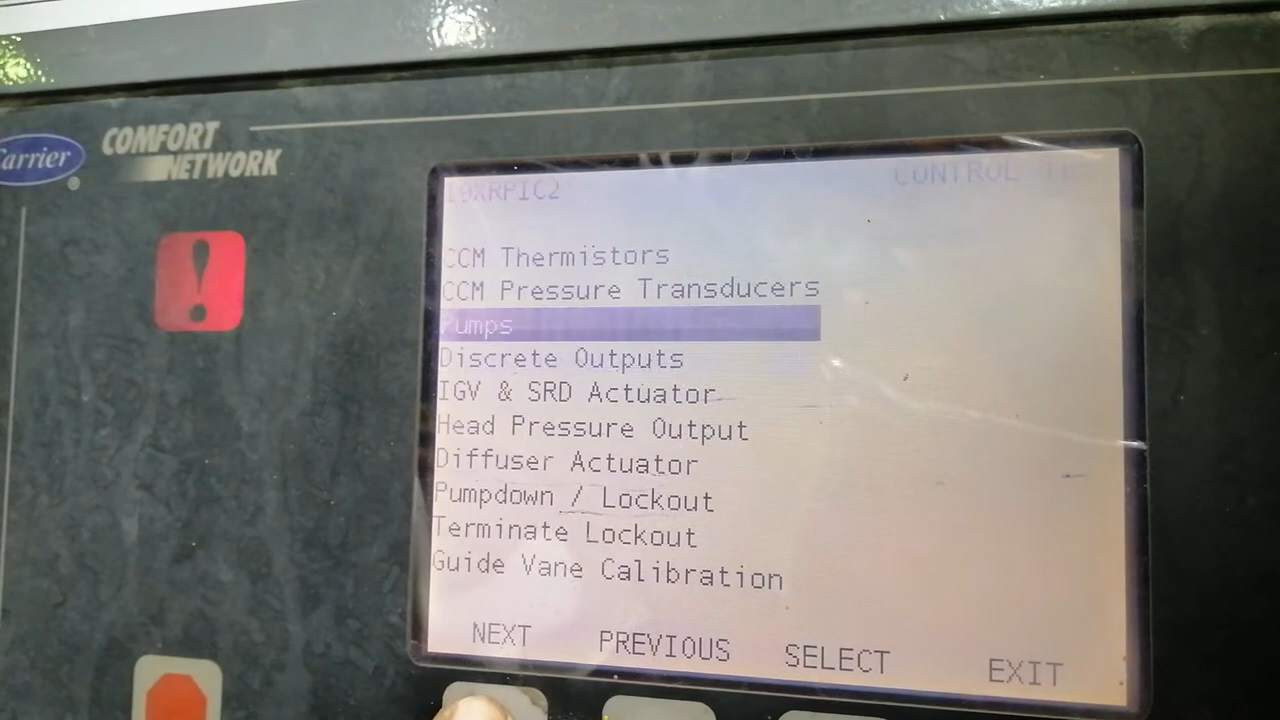 Carrier
COMFORT
NETWORK
19XRPIC2
CONTROL
CCM Thermistors
CCM Pressure Transducers
Pumps
Discrete Outputs
IGV & SRD Actuator
Head Pressure Output
Diffuser Actuator
Pumpdown / Lockout
Terminate Lockout
Guide Vane Calibration
NEXT PREVIOUS SELECT EXIT